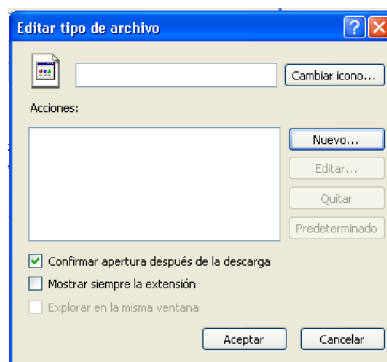 Editar tipo de archivo
Cambiar icono...
Acciones:
Nuevo...
Editar...
Quitar
Predeterminado
Confirmar apertura después de la descarga
Mostrar siempre la extensión
Explorar en la misma ventana
Aceptar Cancelar